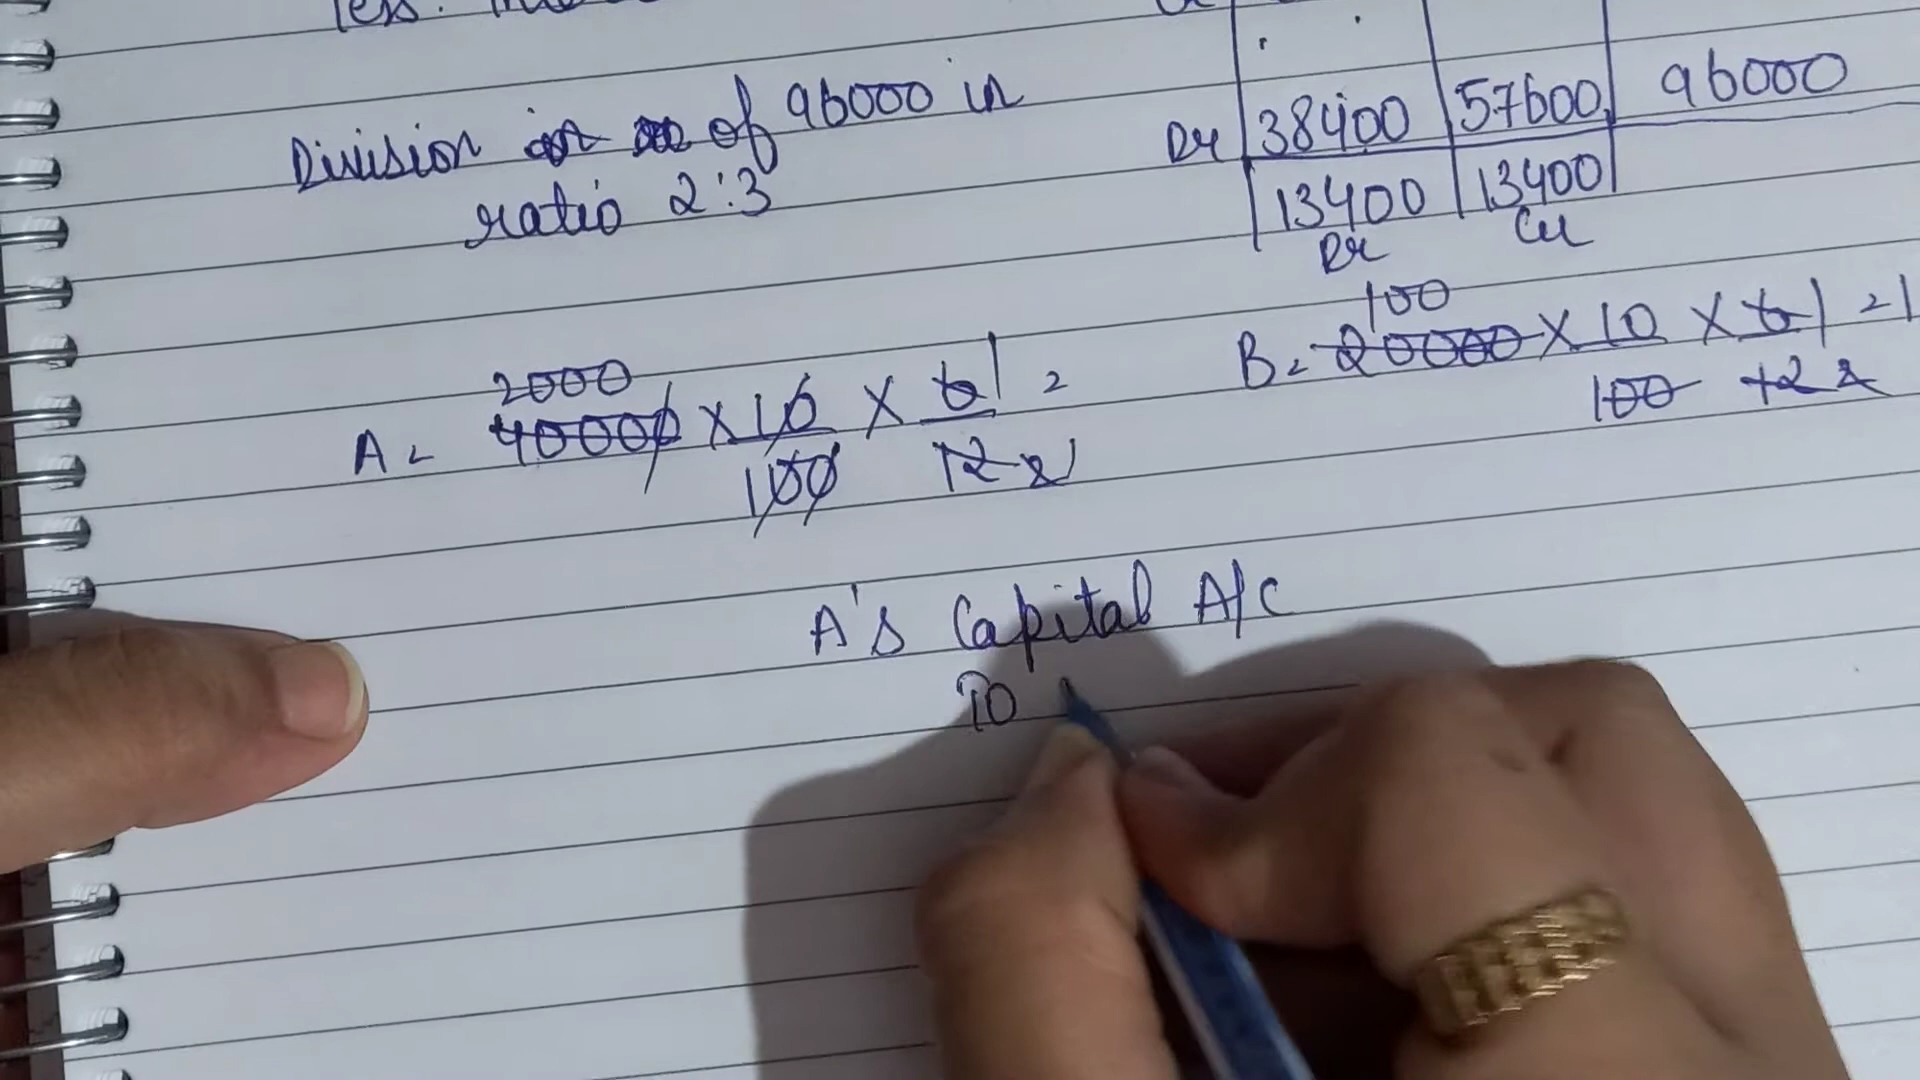 Less:
Division of 96000 in
ratio 2:3
Dr 38400 57600 96000
13400 13400
Dr Cr
2000
A = 40000 × 10/100 × 6/12 =
100
B = 20000 × 10/100 × 6/12 = 1
A's Capital A/c
To